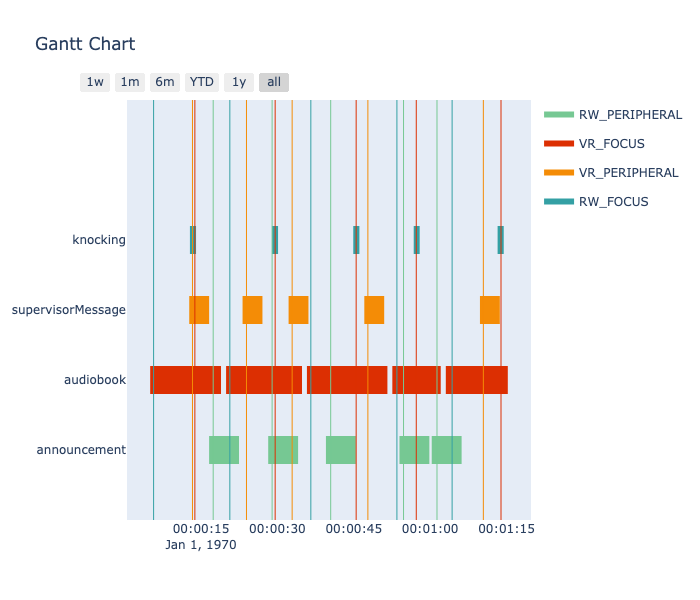 Gantt Chart
1w 1m 6m YTD 1y all
RW_PERIPHERAL
VR_FOCUS
VR_PERIPHERAL
RW_FOCUS
knocking
supervisorMessage
audiobook
announcement
00:00:15 00:00:30 00:00:45 00:01:00 00:01:15
Jan 1, 1970